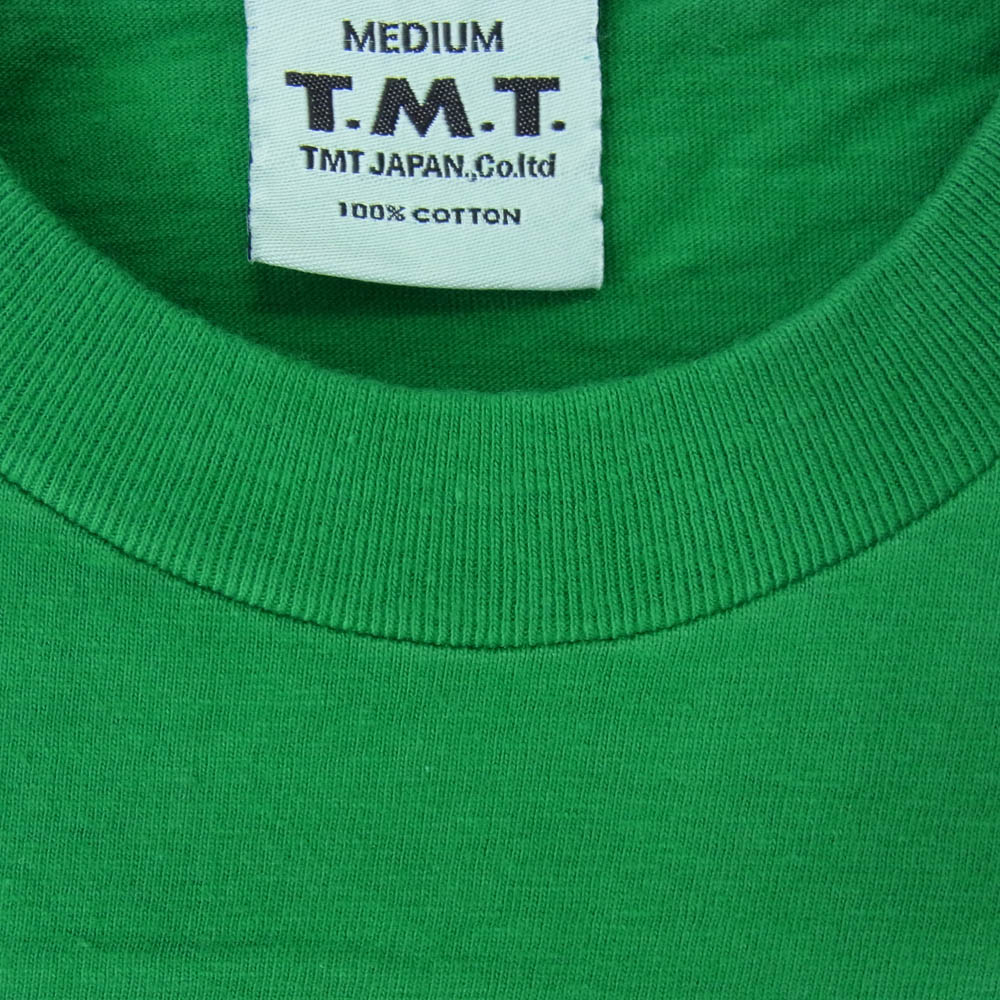 MEDIUM
T.M.T.
TMT JAPAN.,Co.ltd
100% COTTON